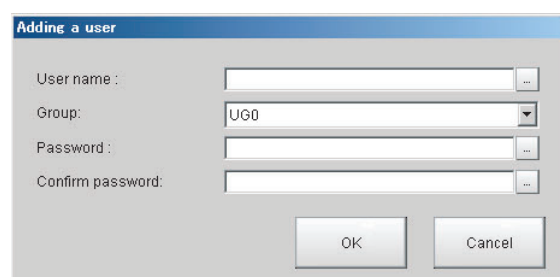 Adding a user
User name :
...
Group:
UG0
Password :
...
Confirm password:
...
OK
Cancel